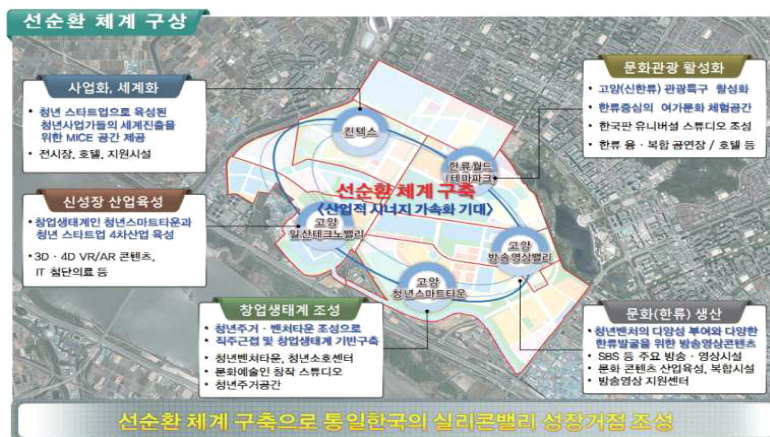 선순환 체계 구상
사업화, 세계화
• 청년 스타트업으로 육성된
청년사업가들의 세계진출을
위한 MICE 공간 제공
• 전시장, 호텔, 지원시설
신성장 산업육성
• 창업생태계인 청년스마트타운과
청년 스타트업 4차산업 육성
• 3D · 4D VR/AR 콘텐츠,
IT 첨단의료 등
창업생태계 조성
• 청년주거 · 벤처타운 조성으로
• 직주근접 및 창업생태계 기반구축
• 청년벤처타운, 청년소호센터
• 문화예술인 창작 스튜디오
• 청년주거공간
킨텍스
한류월드
(테마파크)
선순환 체계 구축
<산업적 시너지 가속화 기대>
고양
일산테크노밸리
고양
방송영상밸리
고양
청년스마트타운
문화관광 활성화
• 고양(신한류) 관광특구 활성화
• 한류중심의 여가문화 체험공간
• 한국판 유니버셜 스튜디오 조성
• 한류 융 · 복합 공연장 / 호텔 등
문화(한류) 생산
• 청년벤처의 다양성 부여와 다양한
한류발굴을 위한 방송영상콘텐츠
• SBS 등 주요 방송 · 영상시설
• 문화 콘텐츠 산업육성, 복합시설
• 방송영상 지원센터
선순환 체계 구축으로 통일한국의 실리콘밸리 성장거점 조성